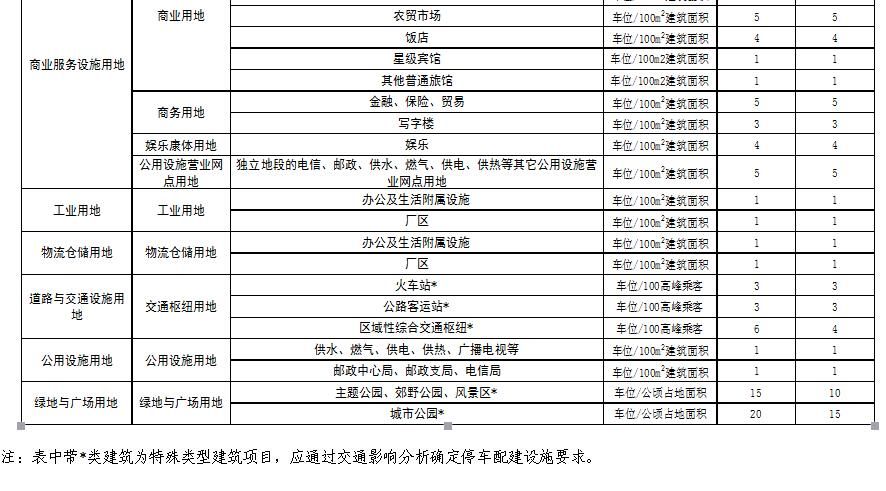 商业服务设施用地 商业用地 农贸市场 车位/100m²建筑面积 5 5
饭店 车位/100m²建筑面积 4 4
星级宾馆 车位/100m2建筑面积 1 1
其他普通旅馆 车位/100m2建筑面积 1 1
商务用地 金融、保险、贸易 车位/100m²建筑面积 5 5
写字楼 车位/100m²建筑面积 3 3
娱乐康体用地 娱乐 车位/100m²建筑面积 4 4
公用设施营业网点用地 独立地段的电信、邮政、供水、燃气、供电、供热等其它公用设施营业网点用地 车位/100m²建筑面积 5 5
工业用地 工业用地 办公及生活附属设施 车位/100m²建筑面积 1 1
厂区 车位/100m²建筑面积 1 1
物流仓储用地 物流仓储用地 办公及生活附属设施 车位/100m²建筑面积 1 1
厂区 车位/100m²建筑面积 1 1
道路与交通设施用地 交通枢纽用地 火车站* 车位/100高峰乘客 3 3
公路客运站* 车位/100高峰乘客 3 3
区域性综合交通枢纽* 车位/100高峰乘客 6 4
公用设施用地 公用设施用地 供水、燃气、供电、供热、广播电视等 车位/100m²建筑面积 1 1
邮政中心局、邮政支局、电信局 车位/100m²建筑面积 1 1
绿地与广场用地 绿地与广场用地 主题公园、郊野公园、风景区* 车位/公顷占地面积 15 10
城市公园* 车位/公顷占地面积 20 15
注：表中带*类建筑为特殊类型建筑项目，应通过交通影响分析确定停车配建设施要求。